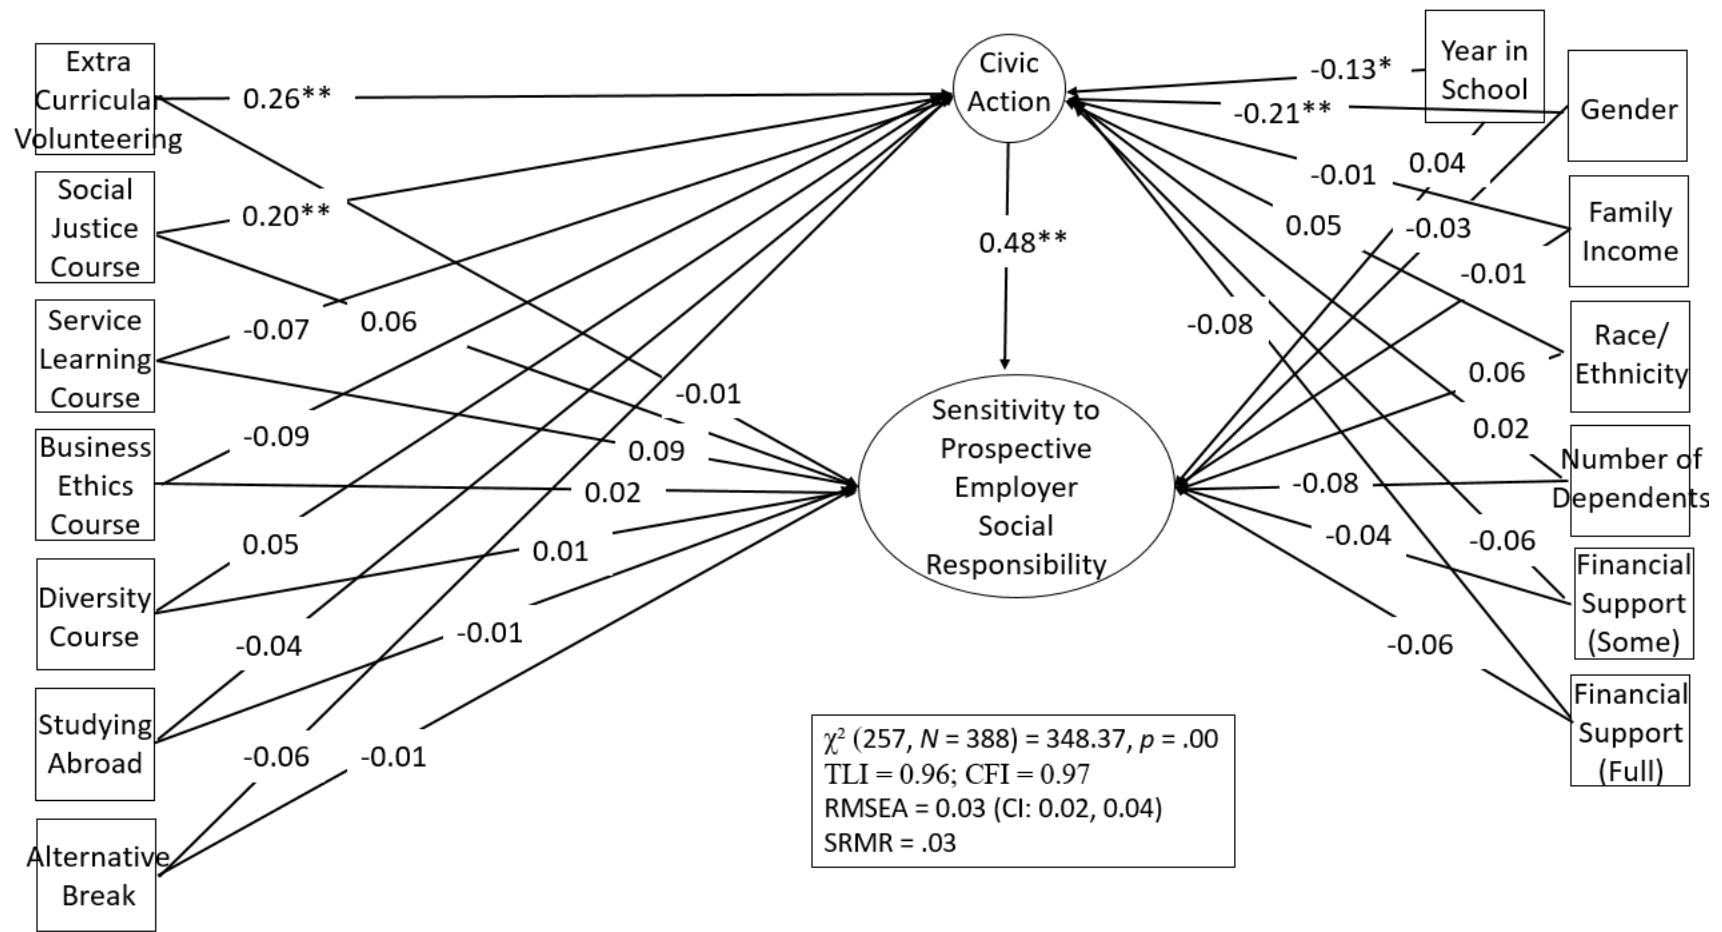 Extra
Curricular
Volunteering
Social
Justice
Course
Service
Learning
Course
Business
Ethics
Course
Diversity
Course
Studying
Abroad
Alternative
Break
0.26**
0.20**
-0.07
0.06
-0.09
0.05
-0.04
-0.06
-0.01
-0.01
0.09
0.02
0.01
-0.01
Civic
Action
0.48**
Sensitivity to
Prospective
Employer
Social
Responsibility
χ² (257, N = 388) = 348.37, p = .00
TLI = 0.96; CFI = 0.97
RMSEA = 0.03 (CI: 0.02, 0.04)
SRMR = .03
-0.13*
-0.21**
-0.01
0.04
0.05
-0.03
-0.01
-0.08
0.06
0.02
-0.08
-0.04
-0.06
-0.06
Year in
School
Gender
Family
Income
Race/
Ethnicity
Number of
Dependents
Financial
Support
(Some)
Financial
Support
(Full)